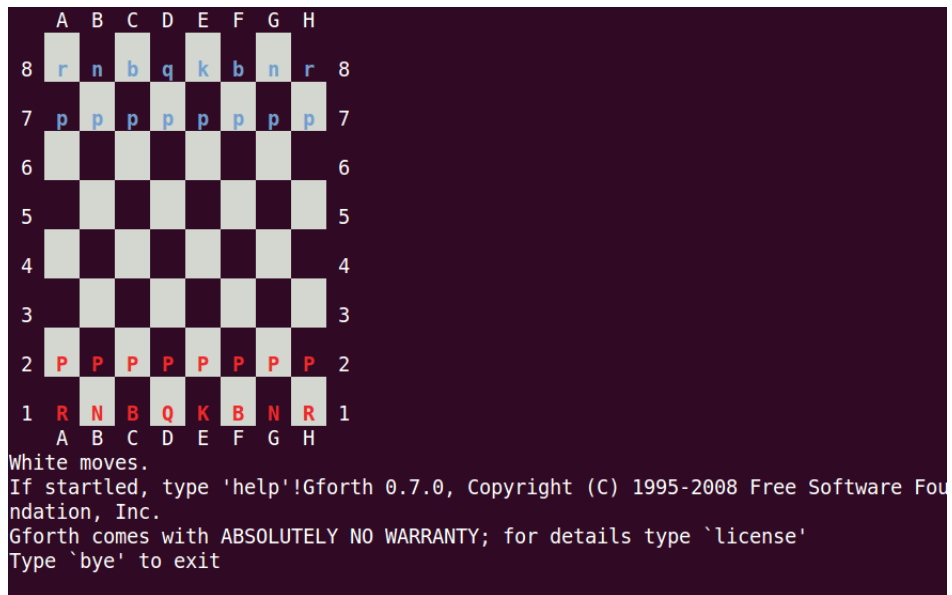 A B C D E F G H
8 r n b q k b n r 8
7 p p p p p p p p 7
6 6
5 5
4 4
3 3
2 P P P P P P P P 2
1 R N B Q K B N R 1
A B C D E F G H
White moves.
If startled, type 'help'!Gforth 0.7.0, Copyright (C) 1995-2008 Free Software Fou
ndation, Inc.
Gforth comes with ABSOLUTELY NO WARRANTY; for details type `license'
Type `bye' to exit